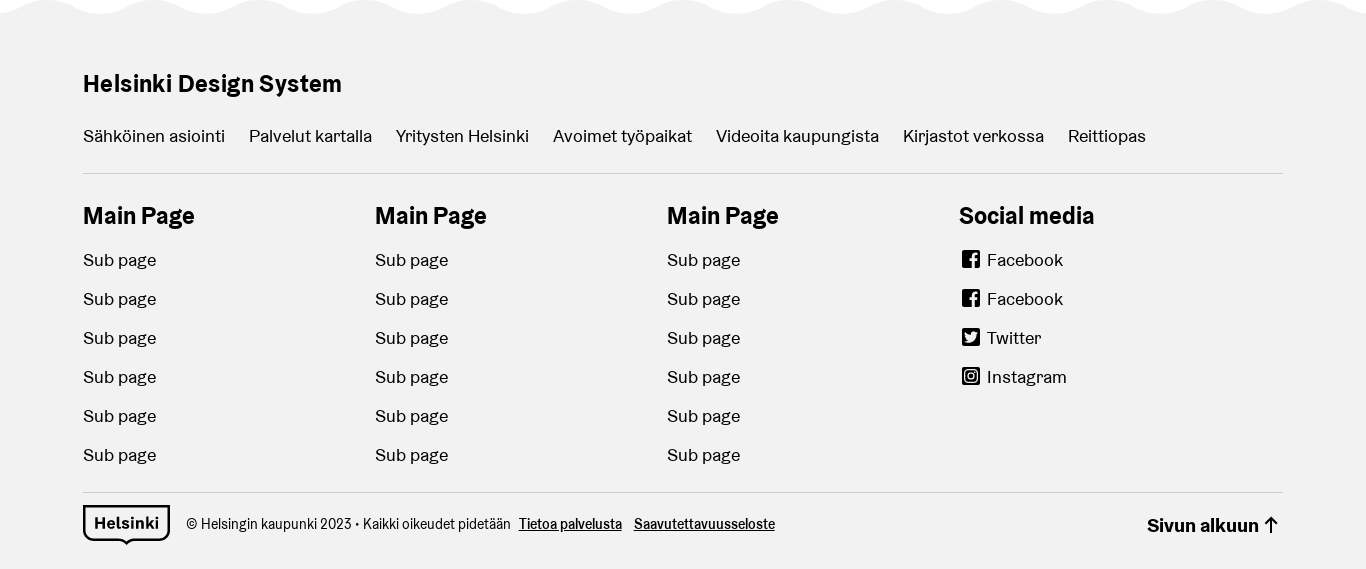 Helsinki Design System
Sähköinen asiointi Palvelut kartalla Yritysten Helsinki Avoimet työpaikat Videoita kaupungista Kirjastot verkossa Reittiopas
Main Page Main Page Main Page Social media
Sub page Sub page Sub page Facebook
Sub page Sub page Sub page Facebook
Sub page Sub page Sub page Twitter
Sub page Sub page Sub page Instagram
Sub page Sub page Sub page
Sub page Sub page Sub page
Helsinki © Helsingin kaupunki 2023 • Kaikki oikeudet pidetään Tietoa palvelusta Saavutettavuusseloste Sivun alkuun